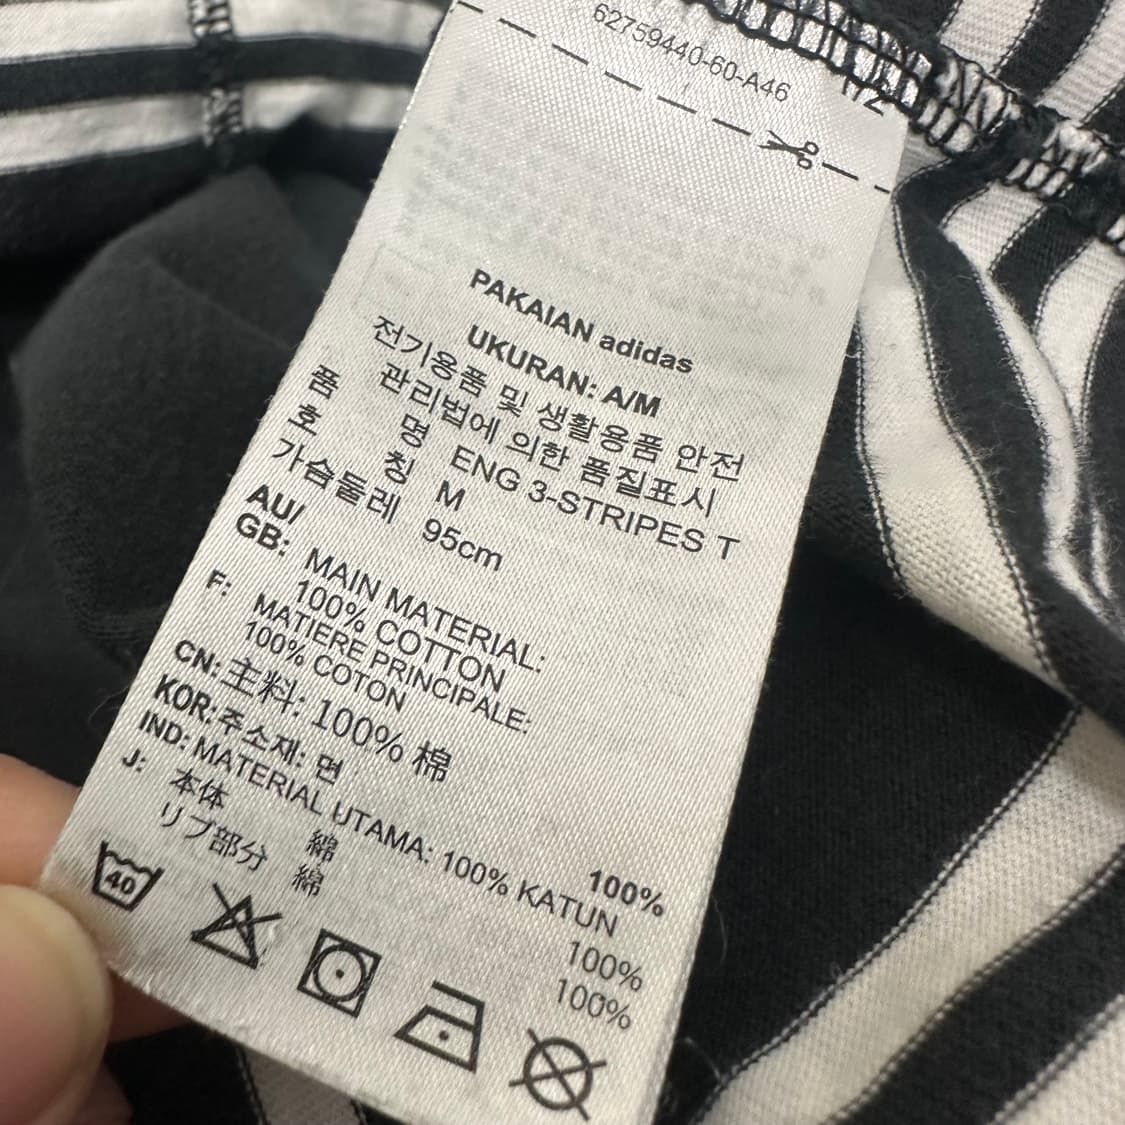 62759440-60-A46
1/2
PAKAIAN adidas
UKURAN: A/M
전기용품 및 생활용품 안전
관리법에 의한 품질표시
품 명 ENG 3-STRIPES T
호 칭 M
가슴둘레 95cm
AU/
GB: MAIN MATERIAL:
100% COTTON
F: MATIERE PRINCIPALE:
100% COTON
CN: 主料: 100% 棉
KOR: 주소재: 면 100%
IND: MATERIAL UTAMA: 100% KATUN
J: 本体 綿 100%
リブ部分 綿 100%
40